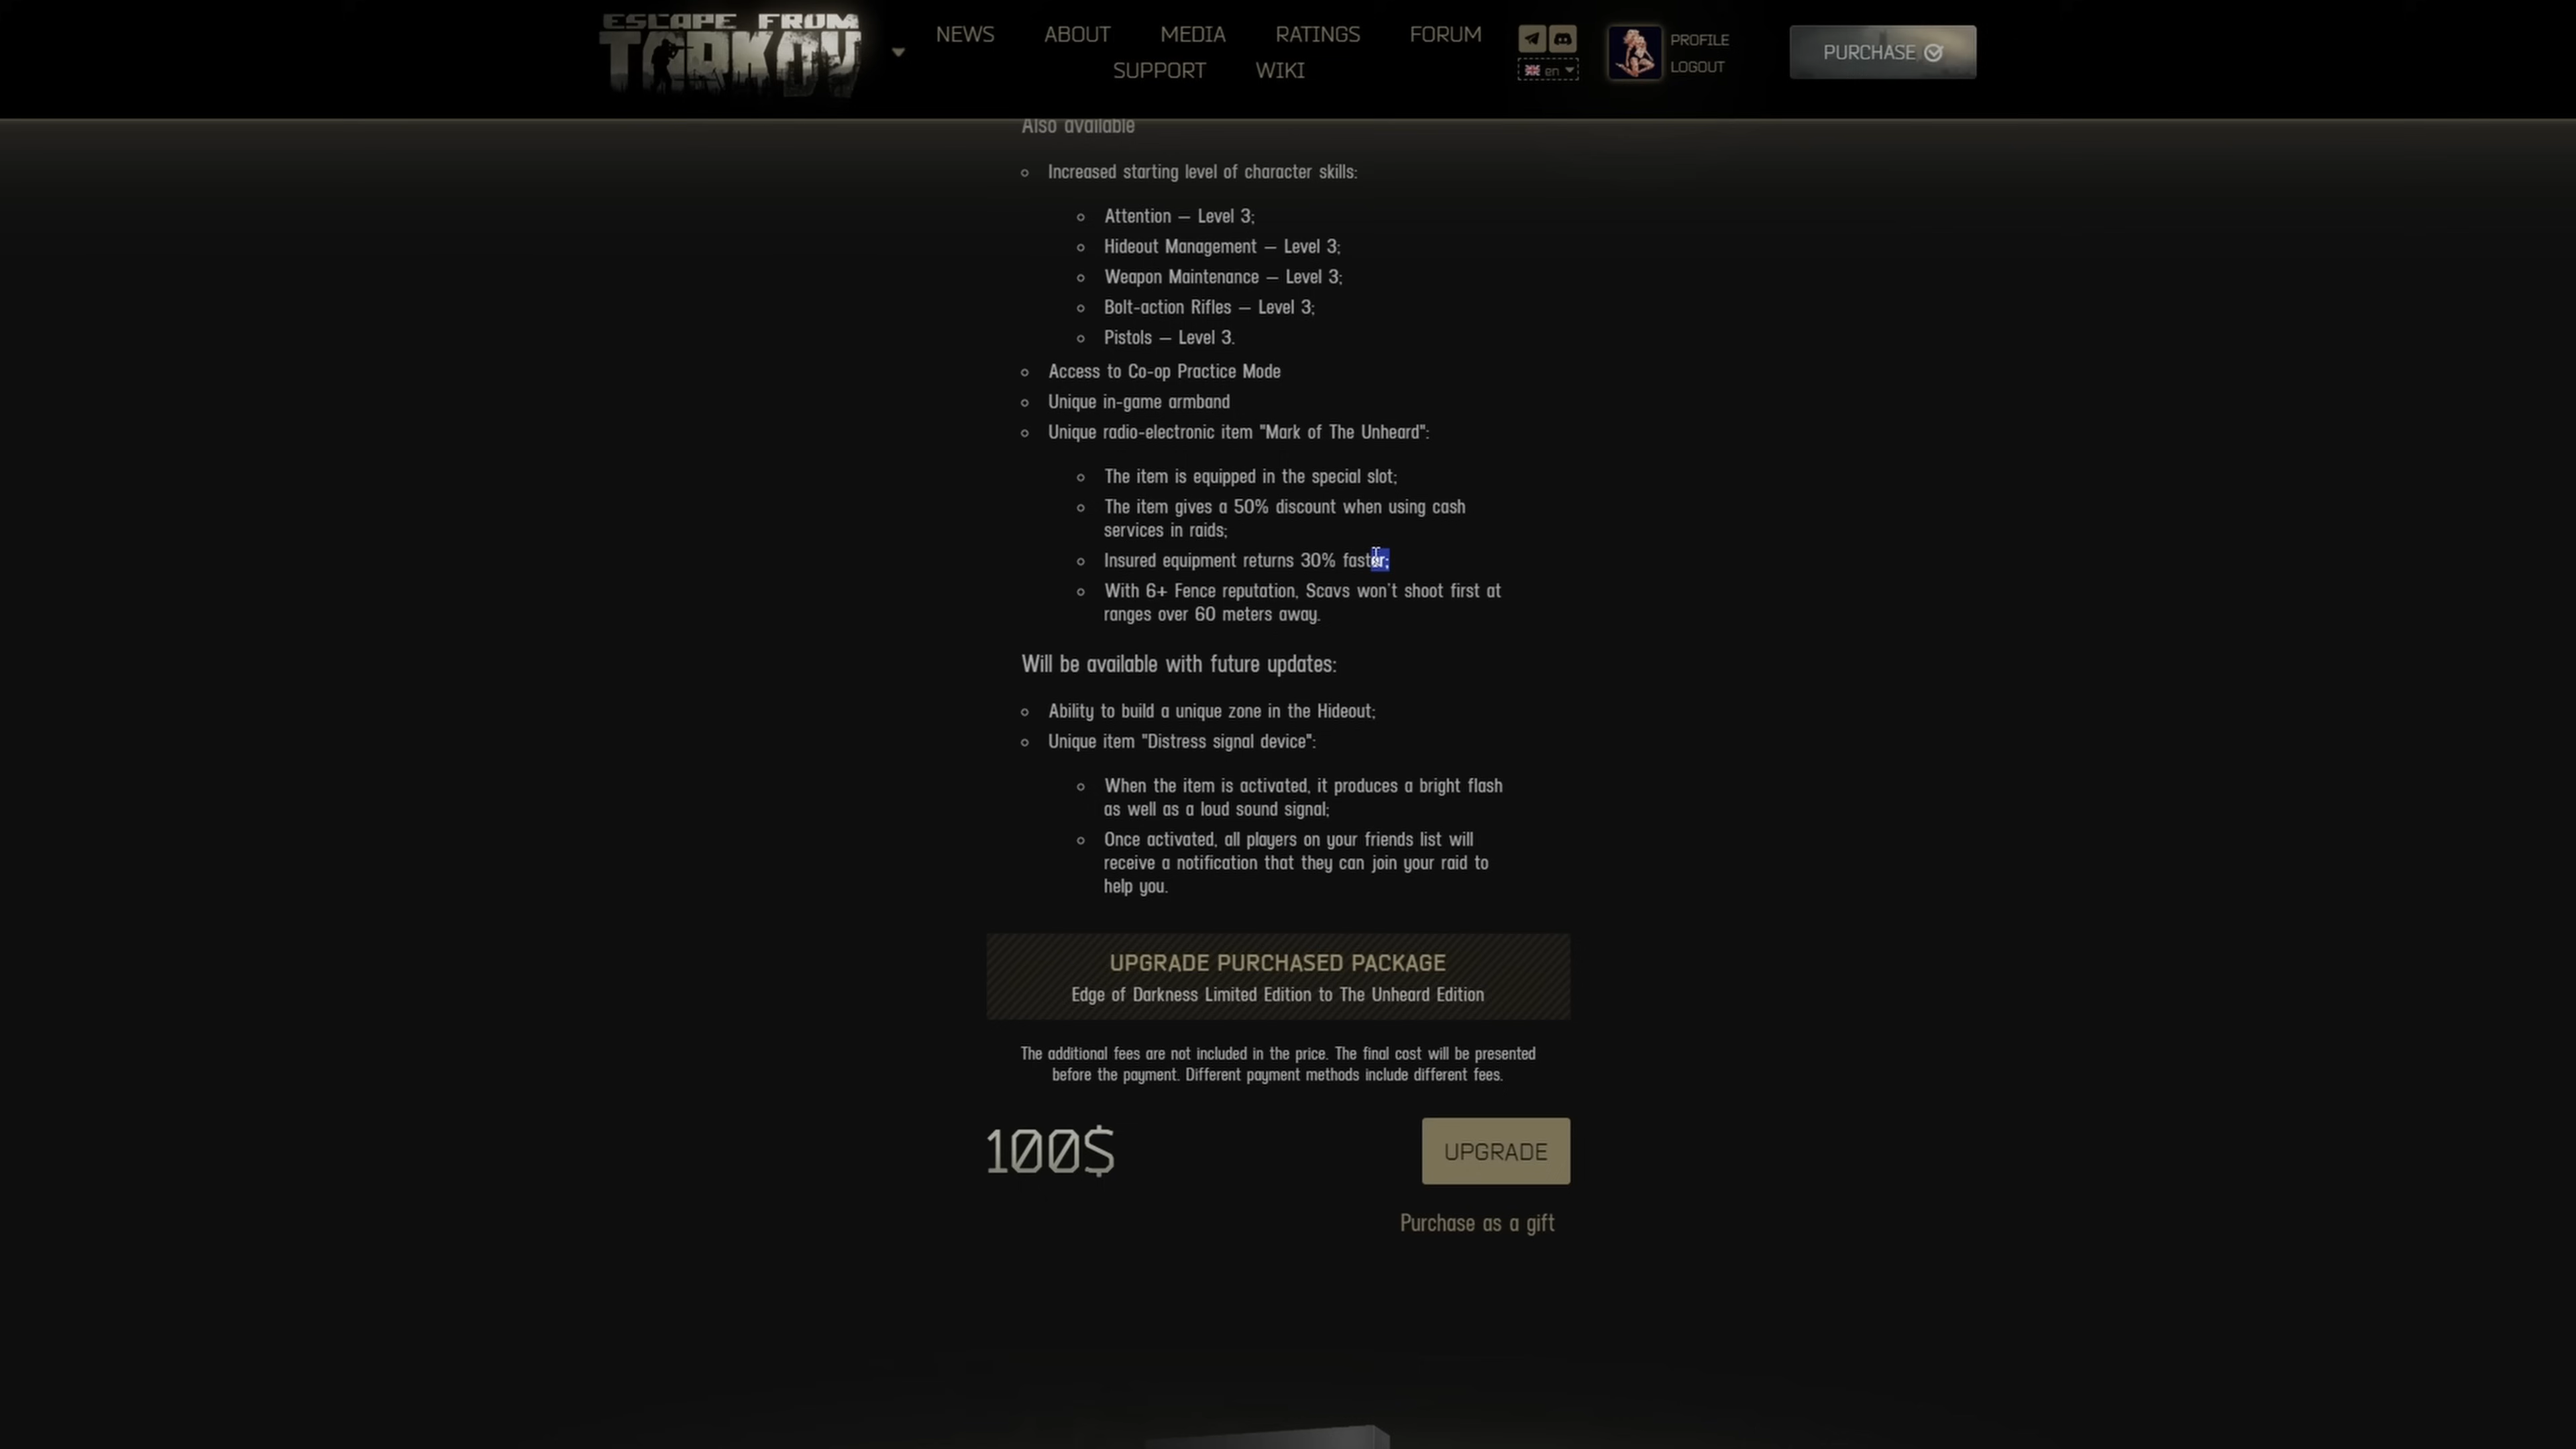 ESCAPE FROM
TARKOV
NEWS ABOUT MEDIA RATINGS FORUM
SUPPORT WIKI
en
PROFILE
LOGOUT
PURCHASE
Also available
Increased starting level of character skills:
Attention – Level 3;
Hideout Management – Level 3;
Weapon Maintenance – Level 3;
Bolt-action Rifles – Level 3;
Pistols – Level 3.
Access to Co-op Practice Mode
Unique in-game armband
Unique radio-electronic item "Mark of The Unheard":
The item is equipped in the special slot;
The item gives a 50% discount when using cash
services in raids;
Insured equipment returns 30% faster;
With 6+ Fence reputation, Scavs won't shoot first at
ranges over 60 meters away.
Will be available with future updates:
Ability to build a unique zone in the Hideout;
Unique item "Distress signal device":
When the item is activated, it produces a bright flash
as well as a loud sound signal;
Once activated, all players on your friends list will
receive a notification that they can join your raid to
help you.
UPGRADE PURCHASED PACKAGE
Edge of Darkness Limited Edition to The Unheard Edition
The additional fees are not included in the price. The final cost will be presented
before the payment. Different payment methods include different fees.
100$
UPGRADE
Purchase as a gift